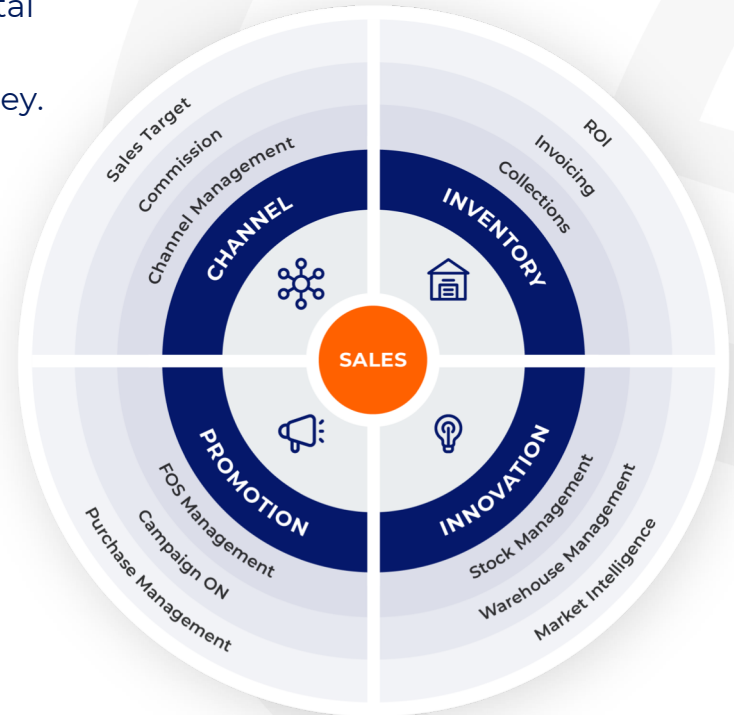 Sales Target
Commission
Channel Management
CHANNEL
ROI
Invoicing
Collections
INVENTORY
SALES
PROMOTION
FOS Management
Campaign ON
Purchase Management
INNOVATION
Stock Management
Warehouse Management
Market Intelligence